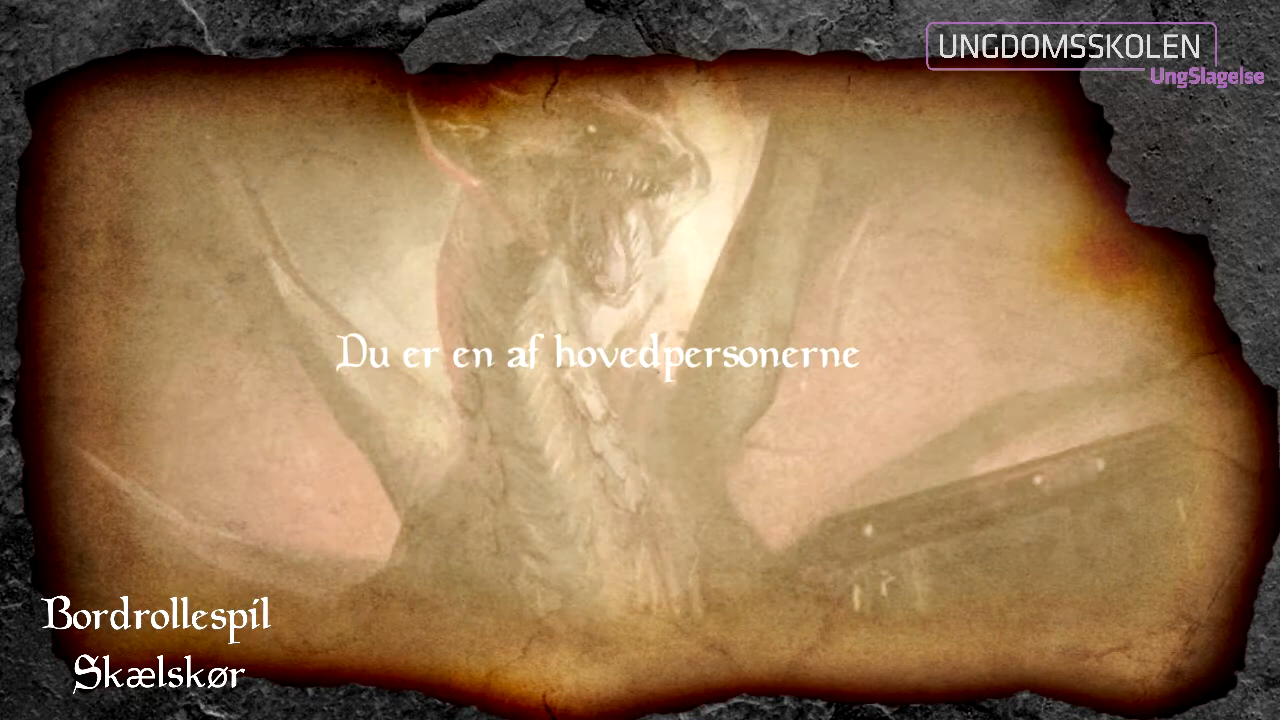 UNGDOMSSKOLEN
UngSlagelse
Du er en af hovedpersonerne
Bordrollespil
Skælskør